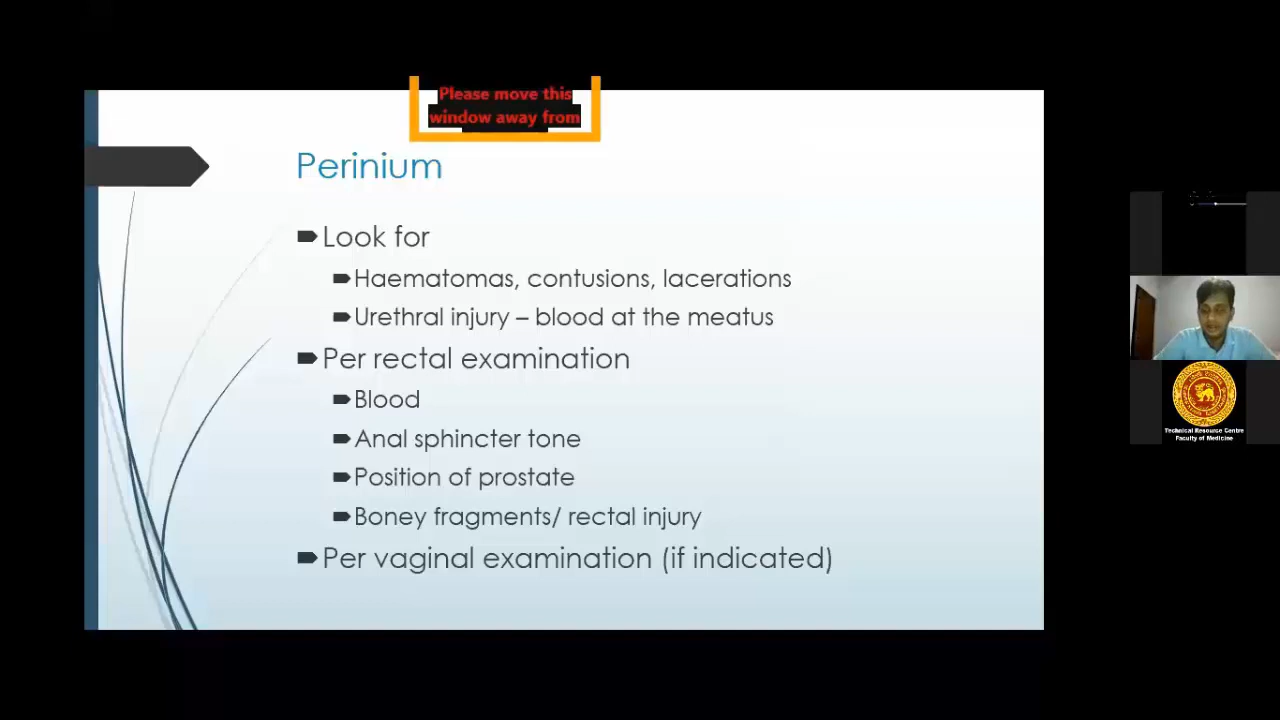 Please move this
window away from
Perinium
Look for
Haematomas, contusions, lacerations
Urethral injury – blood at the meatus
Per rectal examination
Blood
Anal sphincter tone
Position of prostate
Boney fragments/ rectal injury
Per vaginal examination (if indicated)
Technical Resource Centre
Faculty of Medicine